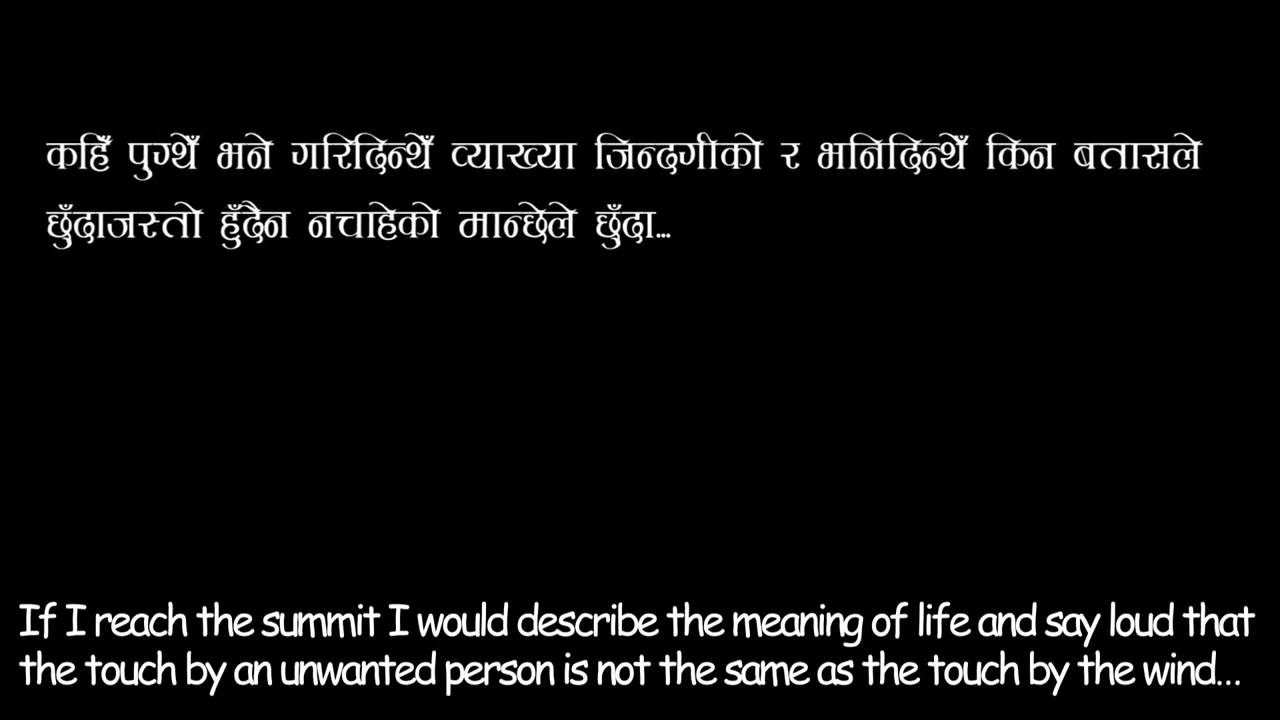 कहिँ पुग्थेँ भने गरिदिन्थेँ व्याख्या जिन्दगीको र भनिदिन्थेँ किन बतासले
छुँदाजस्तो हुँदैन नचाहेको मान्छेले छुँदा...
If I reach the summit I would describe the meaning of life and say loud that
the touch by an unwanted person is not the same as the touch by the wind...